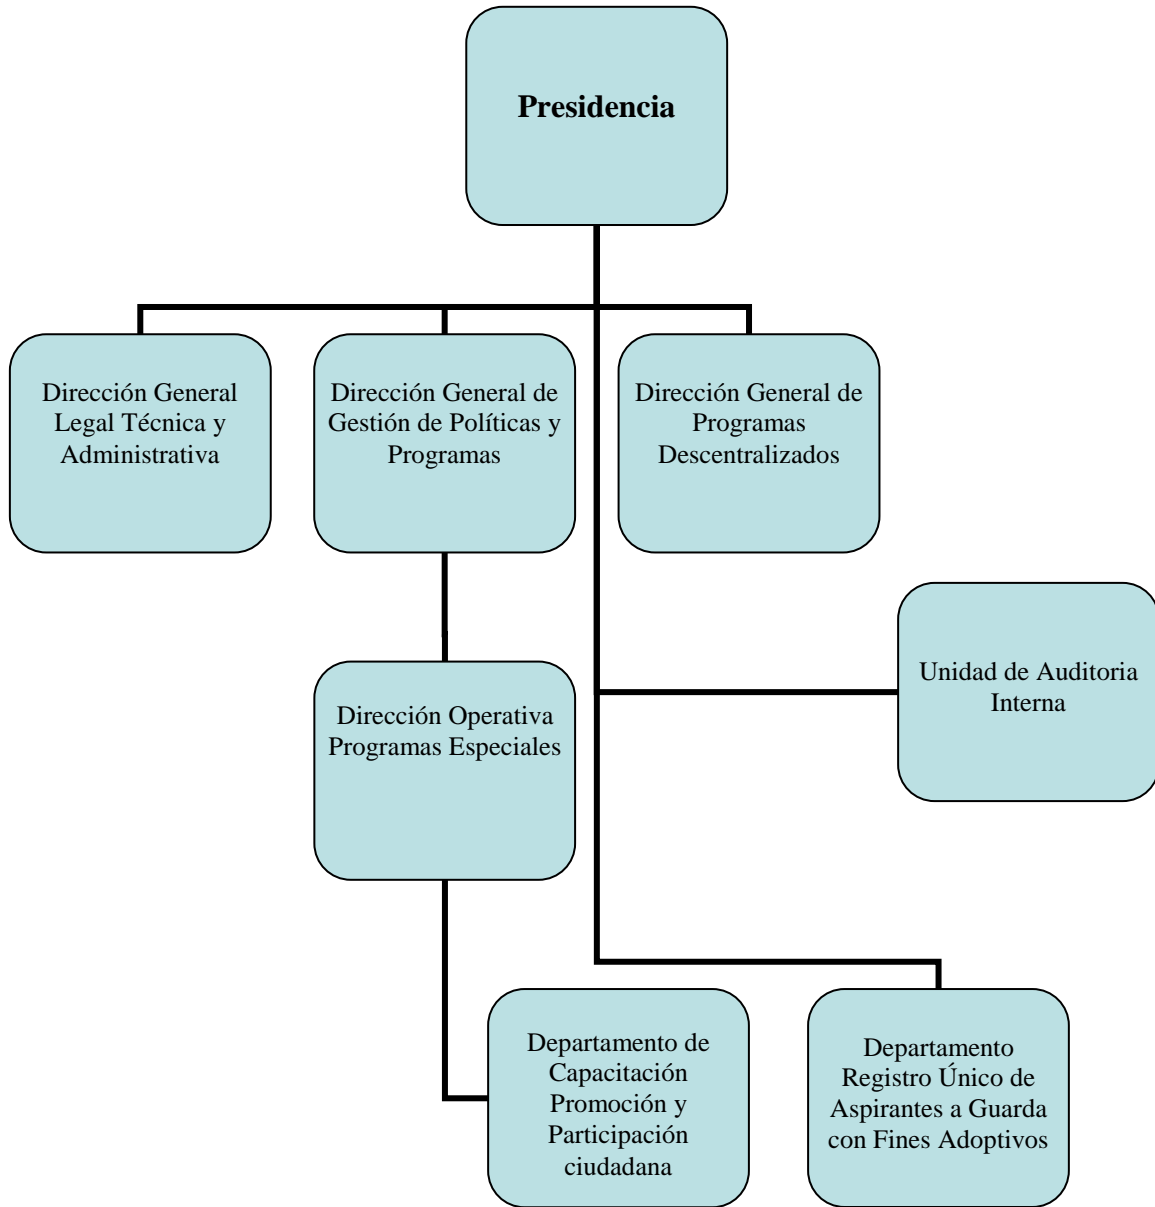 Presidencia
Dirección General
Legal Técnica y
Administrativa
Dirección General de
Gestión de Políticas y
Programas
Dirección General de
Programas
Descentralizados
Unidad de Auditoria
Interna
Dirección Operativa
Programas Especiales
Departamento de
Capacitación
Promoción y
Participación
ciudadana
Departamento
Registro Único de
Aspirantes a Guarda
con Fines Adoptivos